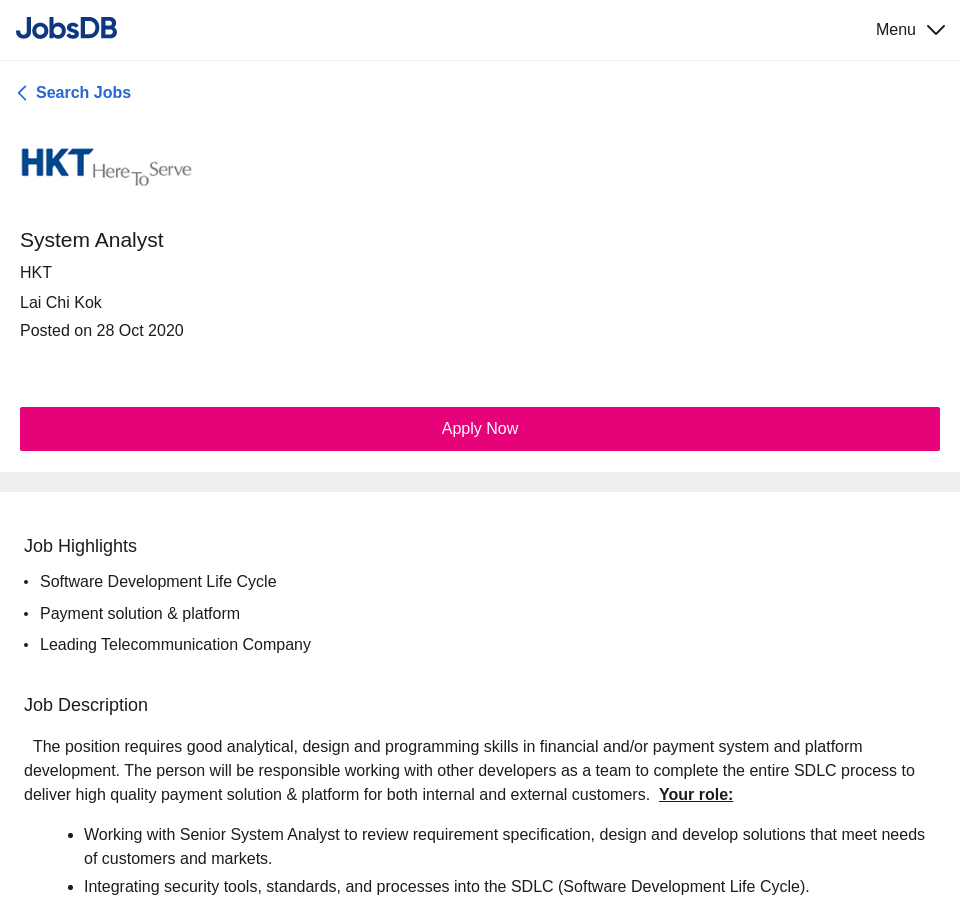 JobsDB
Menu
Search Jobs
HKT Here To Serve
System Analyst
HKT
Lai Chi Kok
Posted on 28 Oct 2020
Apply Now
Job Highlights
• Software Development Life Cycle
• Payment solution & platform
• Leading Telecommunication Company
Job Description
The position requires good analytical, design and programming skills in financial and/or payment system and platform
development. The person will be responsible working with other developers as a team to complete the entire SDLC process to
deliver high quality payment solution & platform for both internal and external customers. Your role:
• Working with Senior System Analyst to review requirement specification, design and develop solutions that meet needs
of customers and markets.
• Integrating security tools, standards, and processes into the SDLC (Software Development Life Cycle).